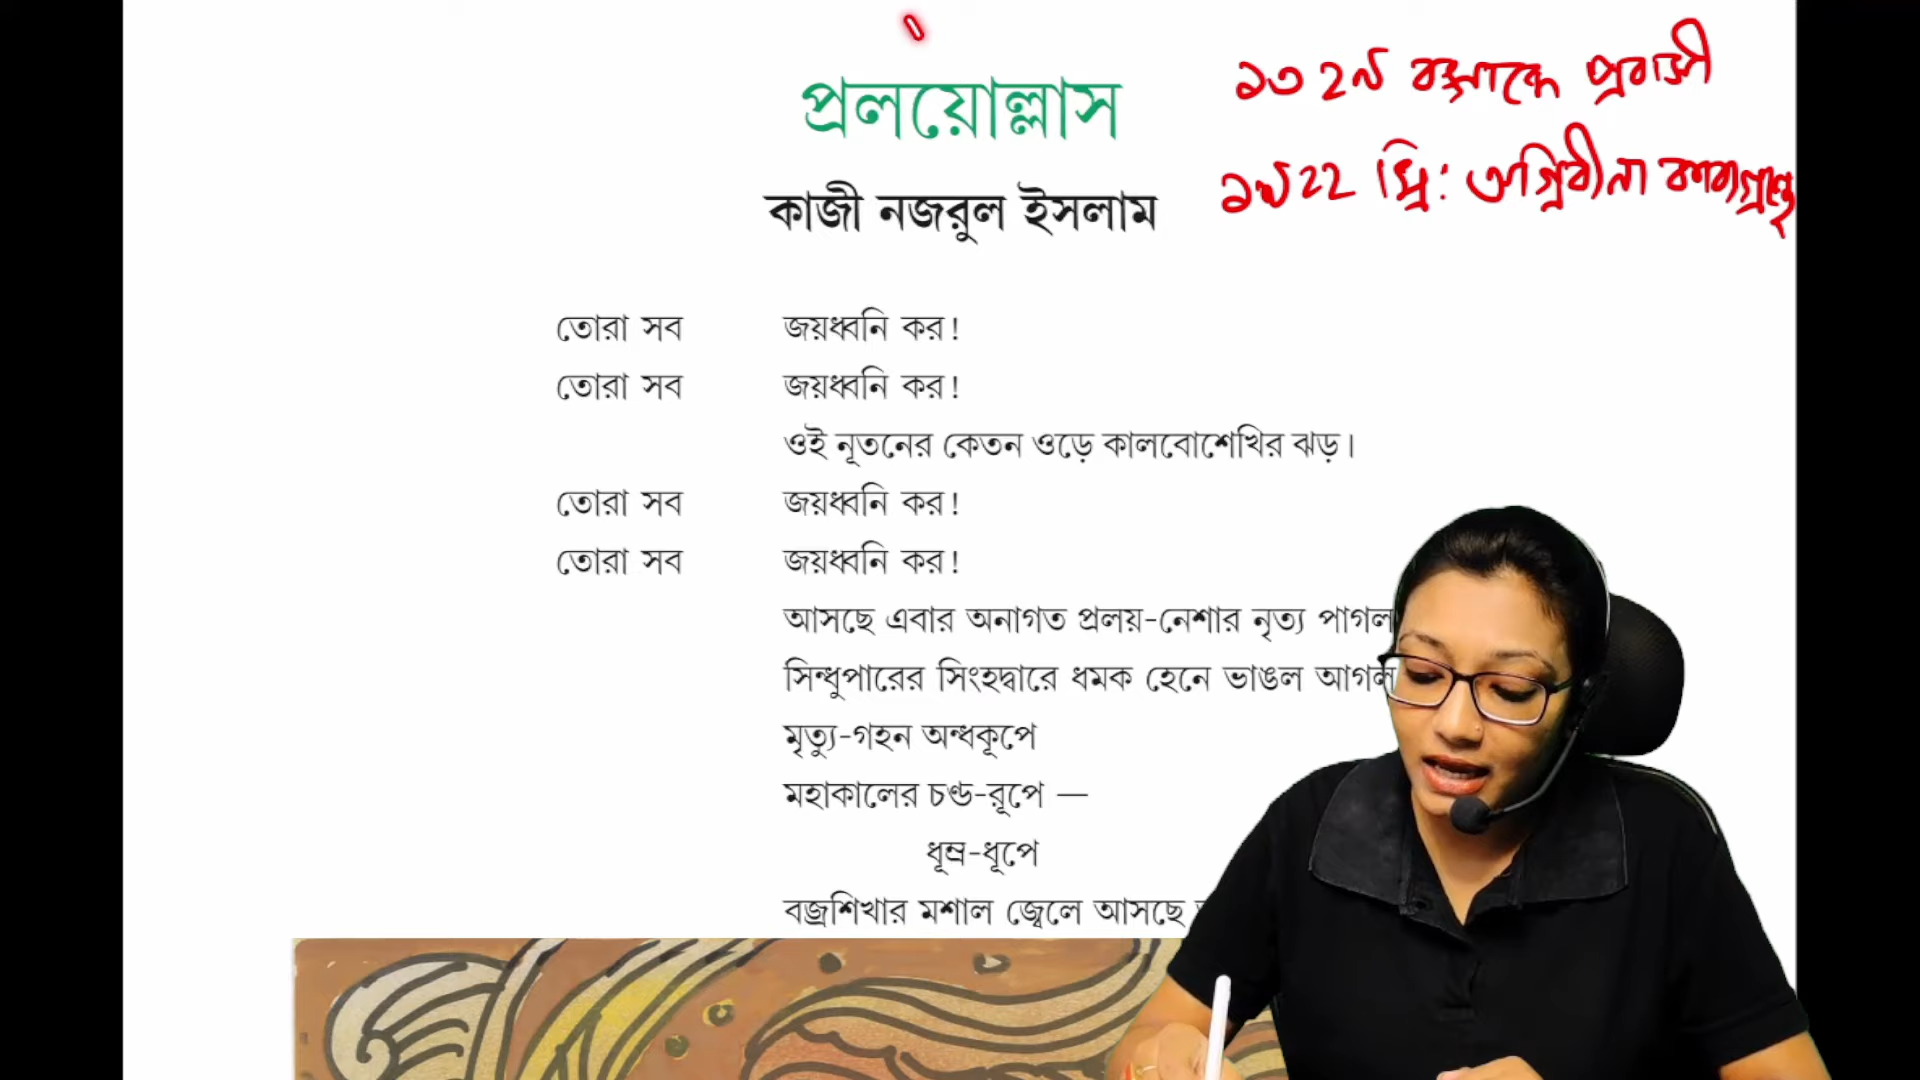 প্রলয়োল্লাস
১৩২৯ বঙ্গাব্দে প্রবাসী
১৯২২ খ্রি: অগ্নিবীণা কাব্যগ্রন্থে
কাজী নজরুল ইসলাম
তোরা সব জয়ধ্বনি কর!
তোরা সব জয়ধ্বনি কর!
ওই নূতনের কেতন ওড়ে কালবোশেখির ঝড়।
তোরা সব জয়ধ্বনি কর!
তোরা সব জয়ধ্বনি কর!
আসছে এবার অনাগত প্রলয়-নেশার নৃত্য পাগল
সিন্ধুপারের সিংহদ্বারে ধমক হেনে ভাঙল আগল
মৃত্যু-গহন অন্ধকূপে
মহাকালের চণ্ড-রূপে —
ধূম্র-ধূপে
বজ্রশিখার মশাল জ্বেলে আসছে